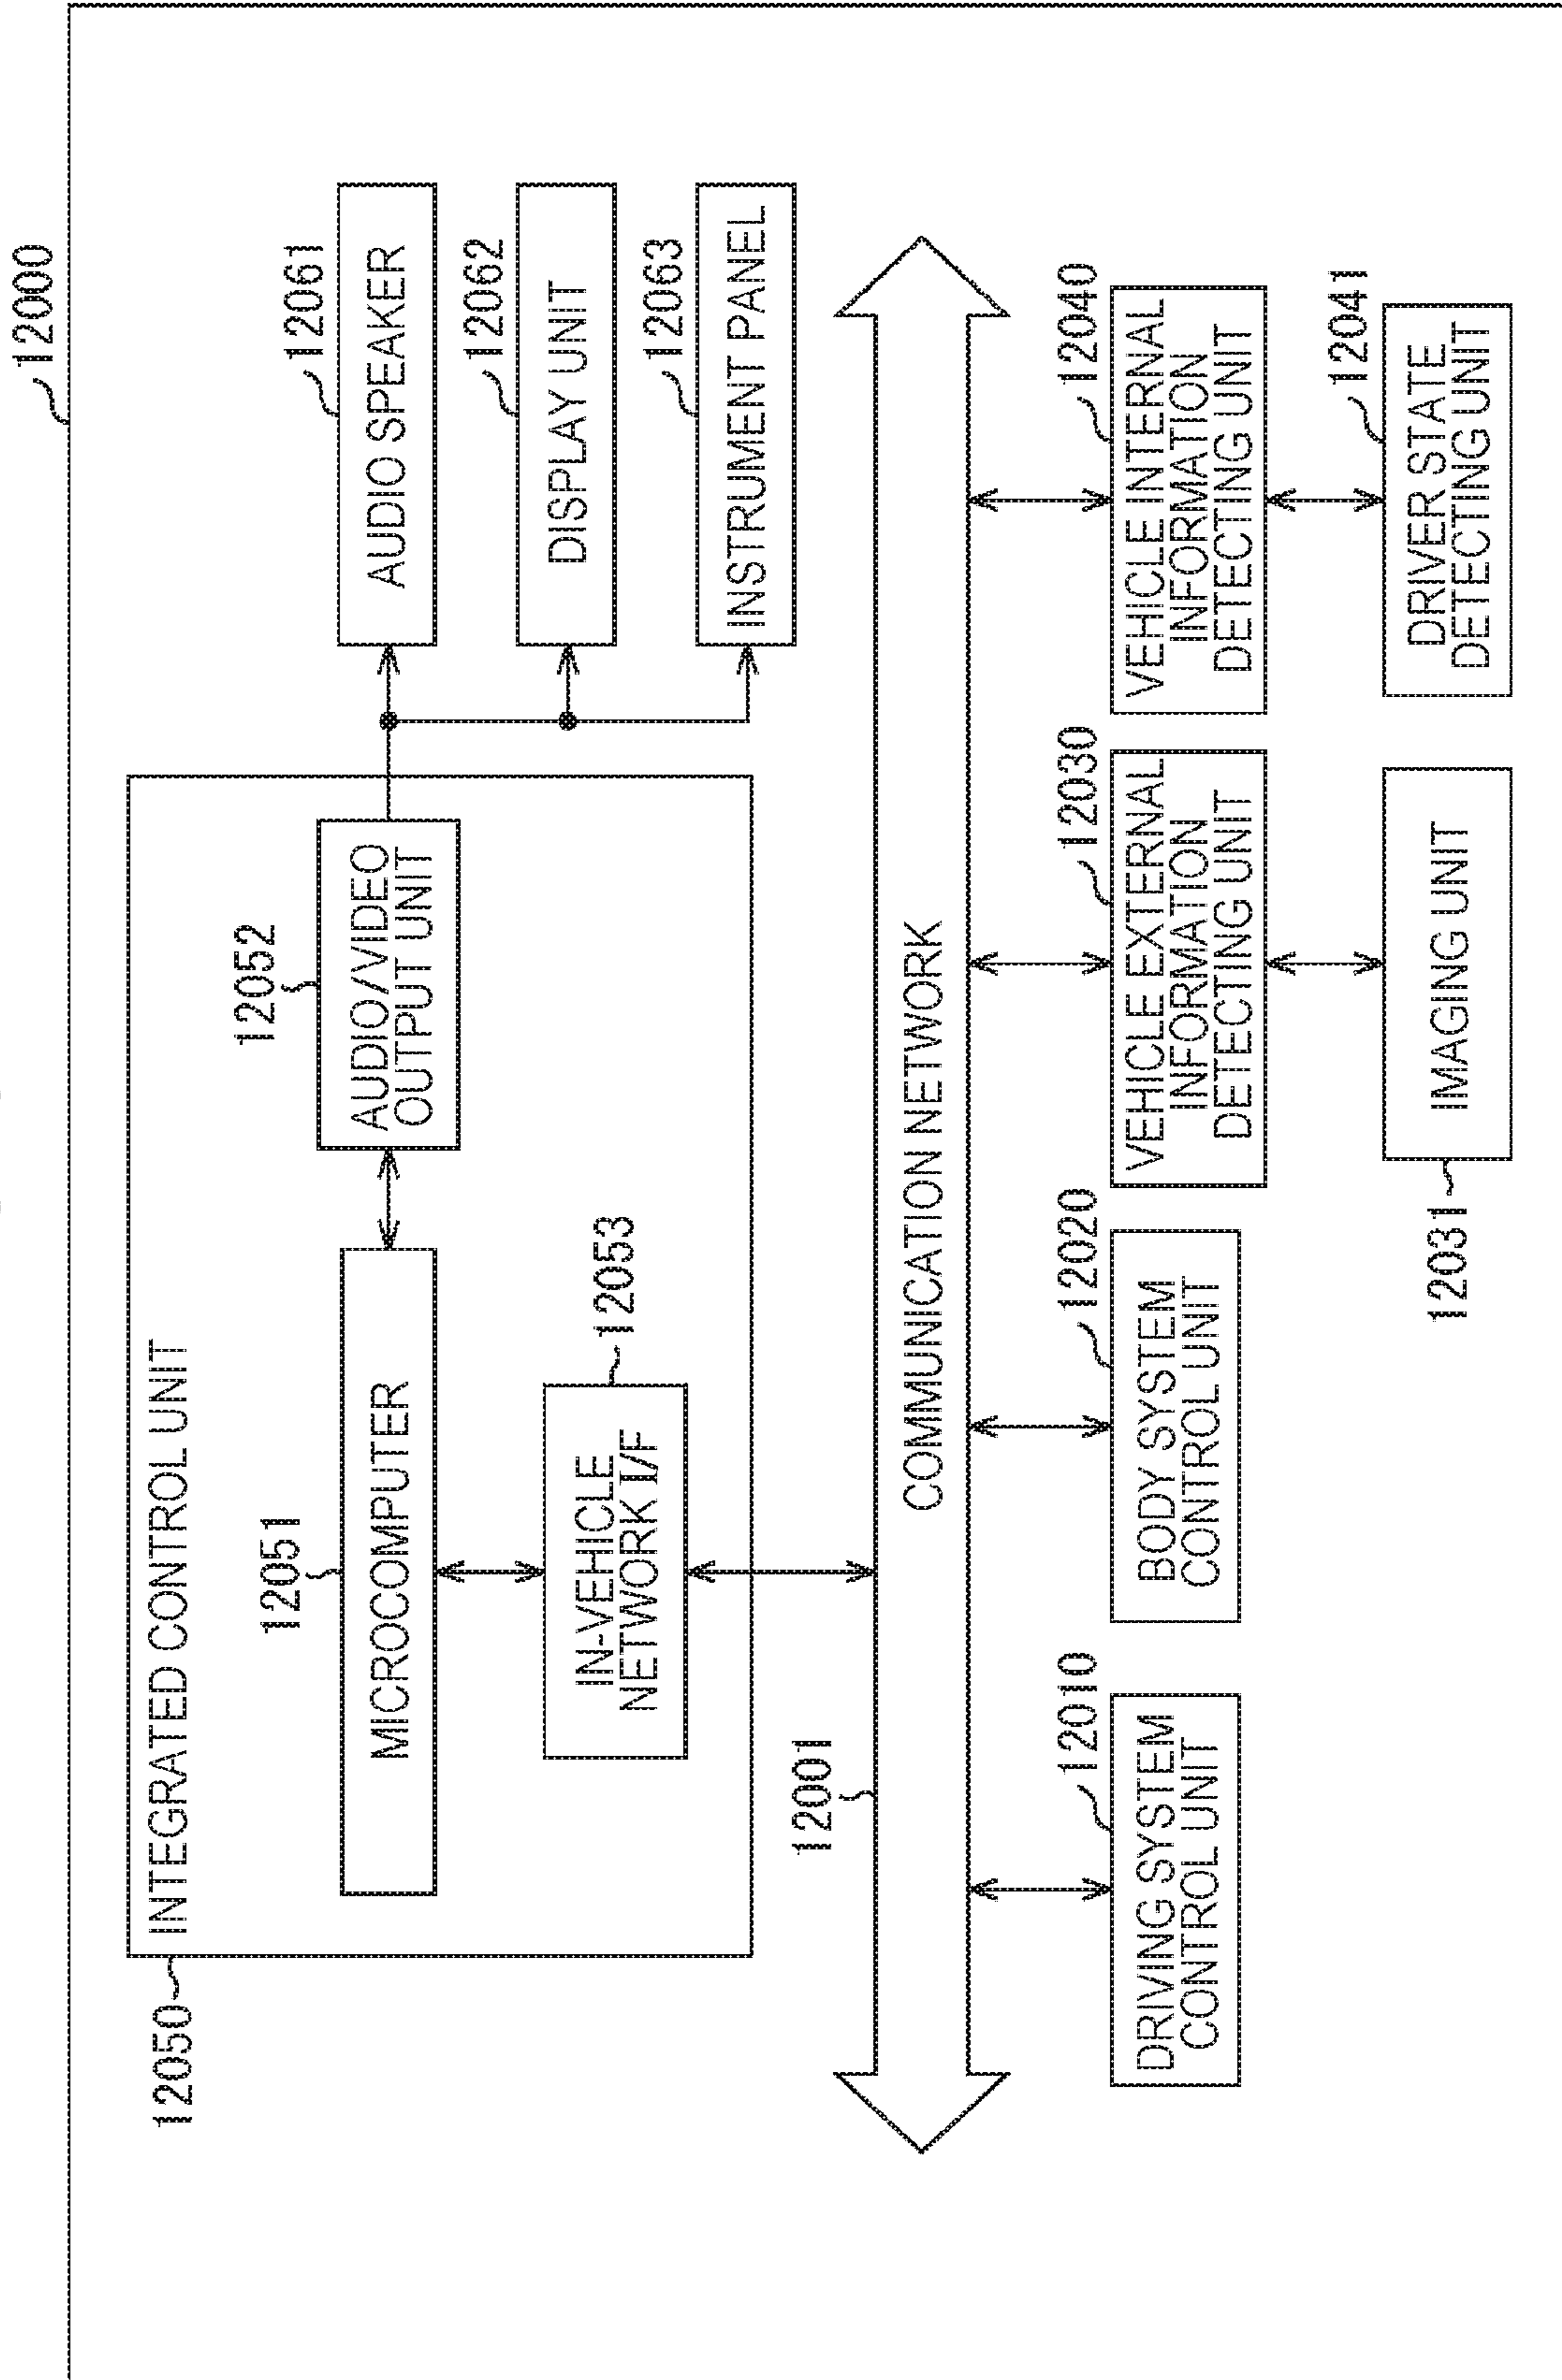 12000
12050
INTEGRATED CONTROL UNIT
12051
MICROCOMPUTER
12052
AUDIO/VIDEO
OUTPUT UNIT
12053
IN-VEHICLE
NETWORK I/F
12061
AUDIO SPEAKER
12062
DISPLAY UNIT
12063
INSTRUMENT PANEL
12001
COMMUNICATION NETWORK
12010
DRIVING SYSTEM
CONTROL UNIT
12020
BODY SYSTEM
CONTROL UNIT
12030
VEHICLE EXTERNAL
INFORMATION
DETECTING UNIT
12040
VEHICLE INTERNAL
INFORMATION
DETECTING UNIT
12031
IMAGING UNIT
12041
DRIVER STATE
DETECTING UNIT